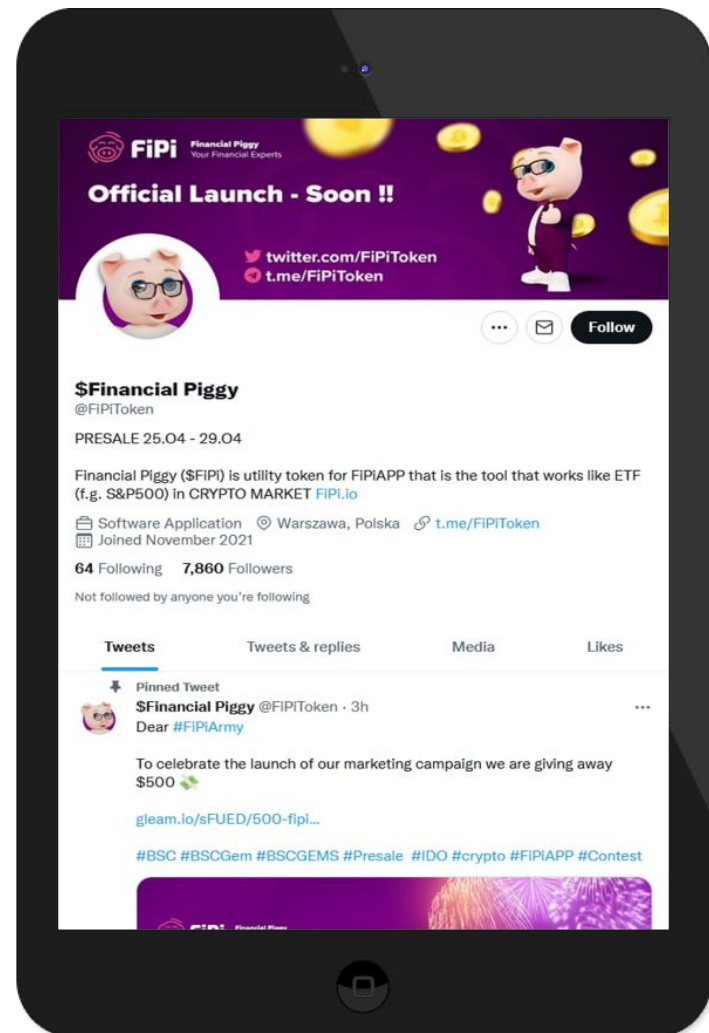 FiPi Financial Piggy
Your Financial Experts
Official Launch - Soon !!
twitter.com/FiPiToken
t.me/FiPiToken
Follow
$Financial Piggy
@FiPiToken
PRESALE 25.O4 - 29.O4
Financial Piggy ($FiPi) is utility token for FiPiAPP that is the tool that works like ETF
(f.g. S&P500) in CRYPTO MARKET FiPi.io
Software Application Warszawa, Polska t.me/FiPiToken
Joined November 2021
64 Following 7,860 Followers
Not followed by anyone you're following
Tweets Tweets & replies Media Likes
Pinned Tweet
$Financial Piggy @FiPiToken · 3h
Dear #FiPiArmy
To celebrate the launch of our marketing campaign we are giving away
$500 💸
gleam.io/sFUED/500-fipi...
#BSC #BSCGem #BSCGEMS #Presale #IDO #crypto #FiPiAPP #Contest
FiPi Financial Piggy